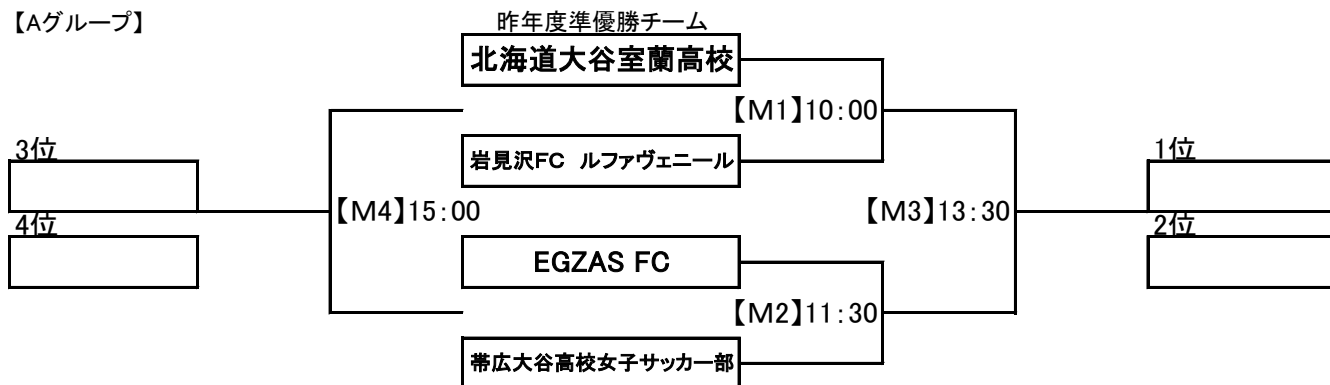 【Aグループ】
昨年度準優勝チーム
北海道大谷室蘭高校
【M1】10:00
岩見沢FC ルファヴェニール
3位
1位
【M4】15:00
【M3】13:30
4位
2位
EGZAS FC
【M2】11:30
帯広大谷高校女子サッカー部